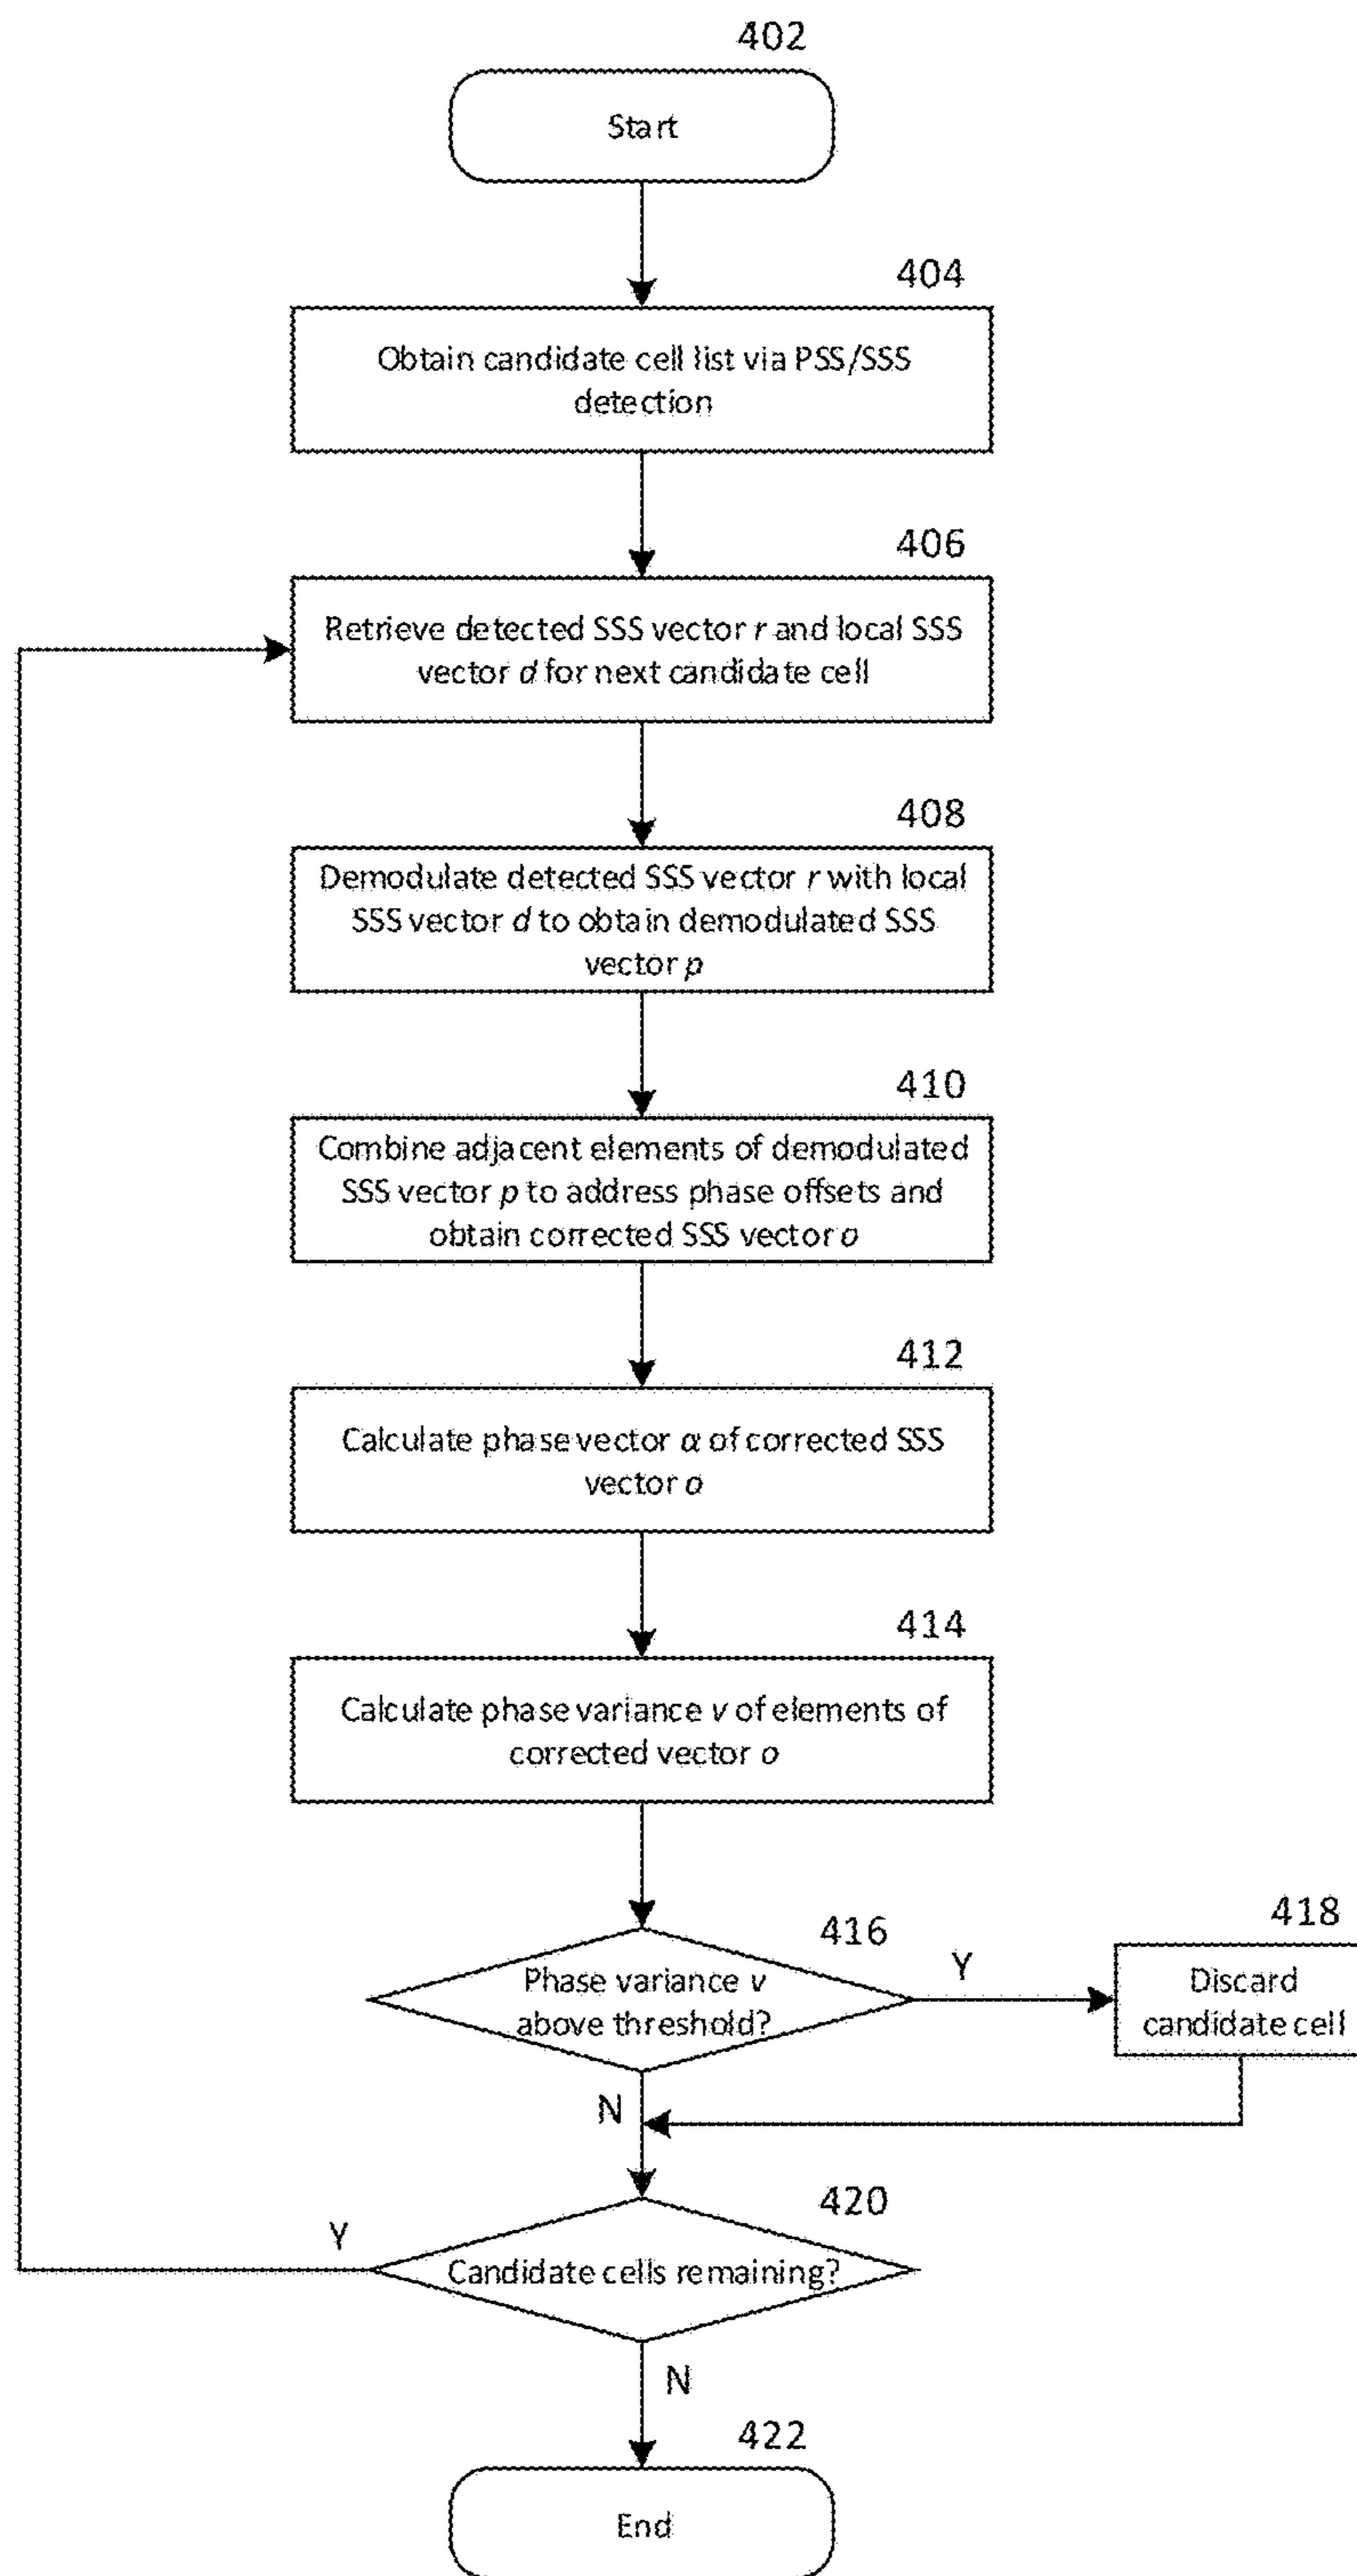 402
Start
404
Obtain candidate cell list via PSS/SSS
detection
406
Retrieve detected SSS vector r and local SSS
vector d for next candidate cell
408
Demodulate detected SSS vector r with local
SSS vector d to obtain demodulated SSS
vector p
410
Combine adjacent elements of demodulated
SSS vector p to address phase offsets and
obtain corrected SSS vector o
412
Calculate phase vector α of corrected SSS
vector o
414
Calculate phase variance v of elements of
corrected vector o
416
Phase variance v
above threshold?
Y
418
Discard
candidate cell
N
420
Y
Candidate cells remaining?
N
422
End